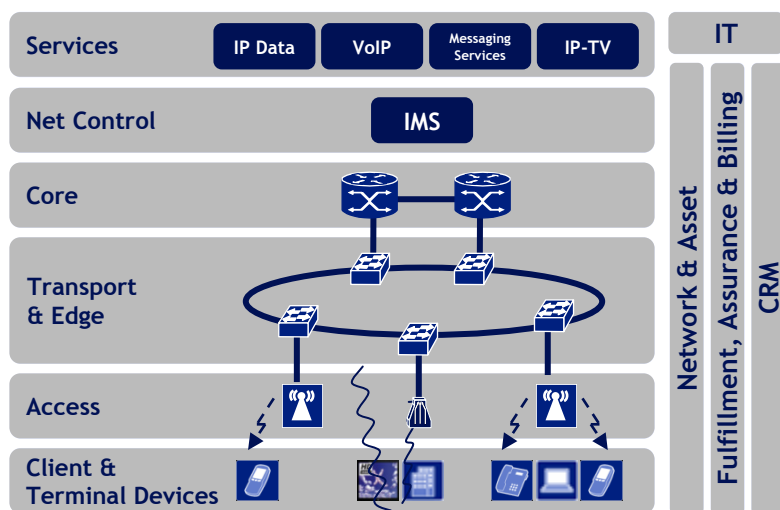 Services
IP Data
VoIP
Messaging
Services
IP-TV
IT
Net Control
IMS
Core
Transport
& Edge
Access
Client &
Terminal Devices
Network & Asset
Fulfillment, Assurance & Billing
CRM